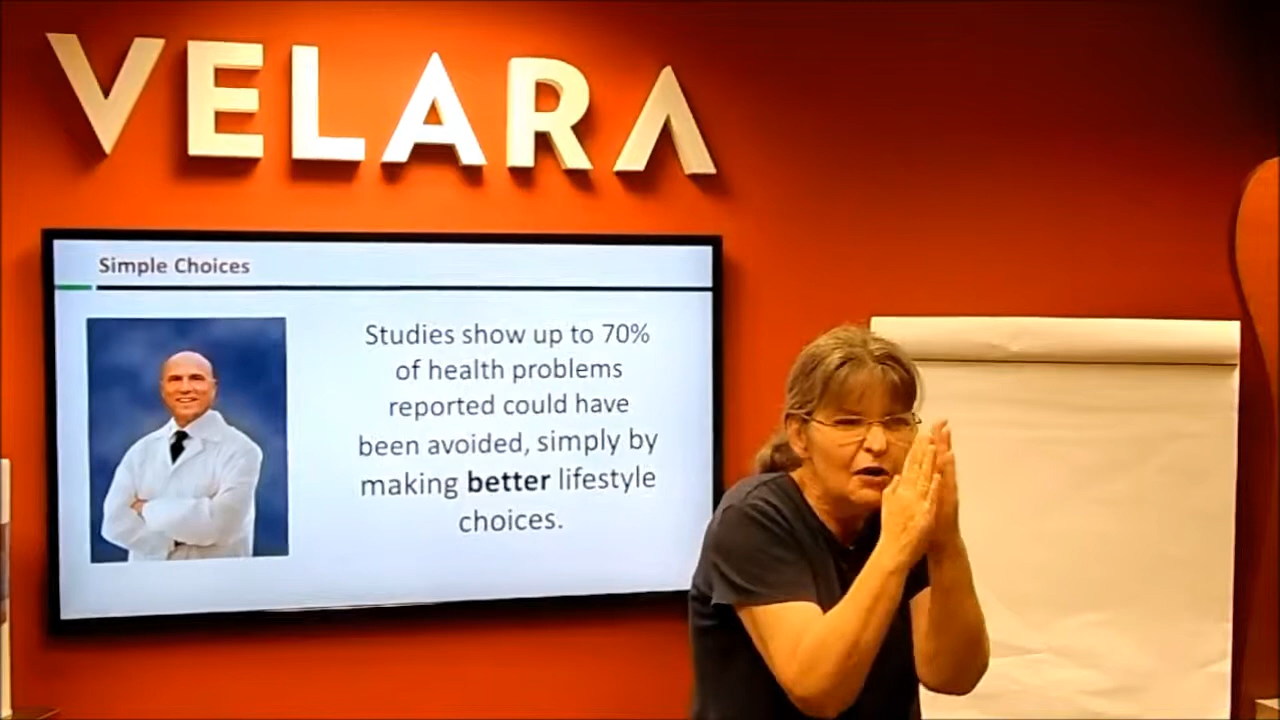 VELARA
Simple Choices
Studies show up to 70%
of health problems
reported could have
been avoided, simply by
making better lifestyle
choices.